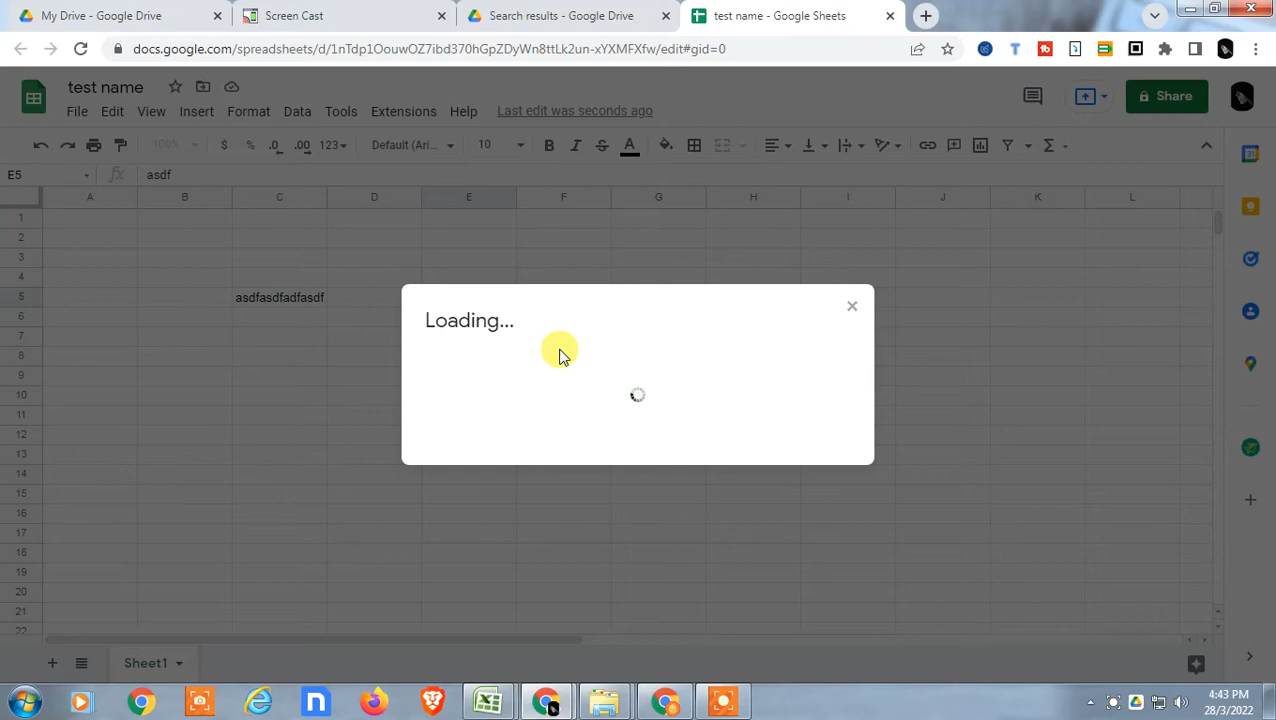 My Drive - Google Drive
Screen Cast
Search results - Google Drive
test name - Google Sheets
docs.google.com/spreadsheets/d/1nTdp1OouwOZ7ibd370hGpZDyWn8ttLk2un-xYXMFXfw/edit#gid=0
test name
File Edit View Insert Format Data Tools Extensions Help Last edit was seconds ago
Share
100% $ % .0 .00 123 Default (Ari... 10 B I S A
E5 fx asdf
A B C D E F G H I J K L
1
2
3
4
5 asdfasdfadfasdf
6
7
8
9
10
11
12
13
14
15
16
17
18
19
20
21
22
Loading...
Sheet1
4:43 PM
28/3/2022